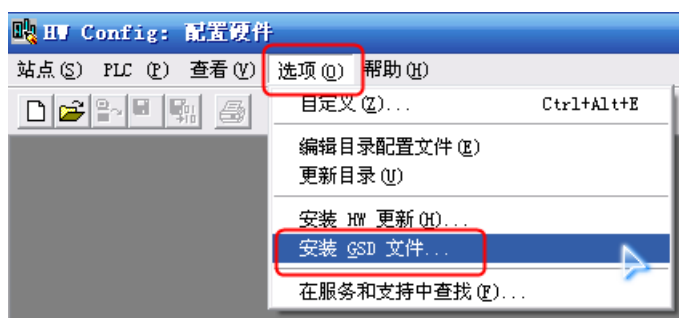 HW Config: 配置硬件
站点(S) PLC (P) 查看(V) 选项(O) 帮助(H)
自定义(Z)... Ctrl+Alt+E
编辑目录配置文件(E)
更新目录(U)
安装 HW 更新(H)...
安装 GSD 文件...
在服务和支持中查找(F)...